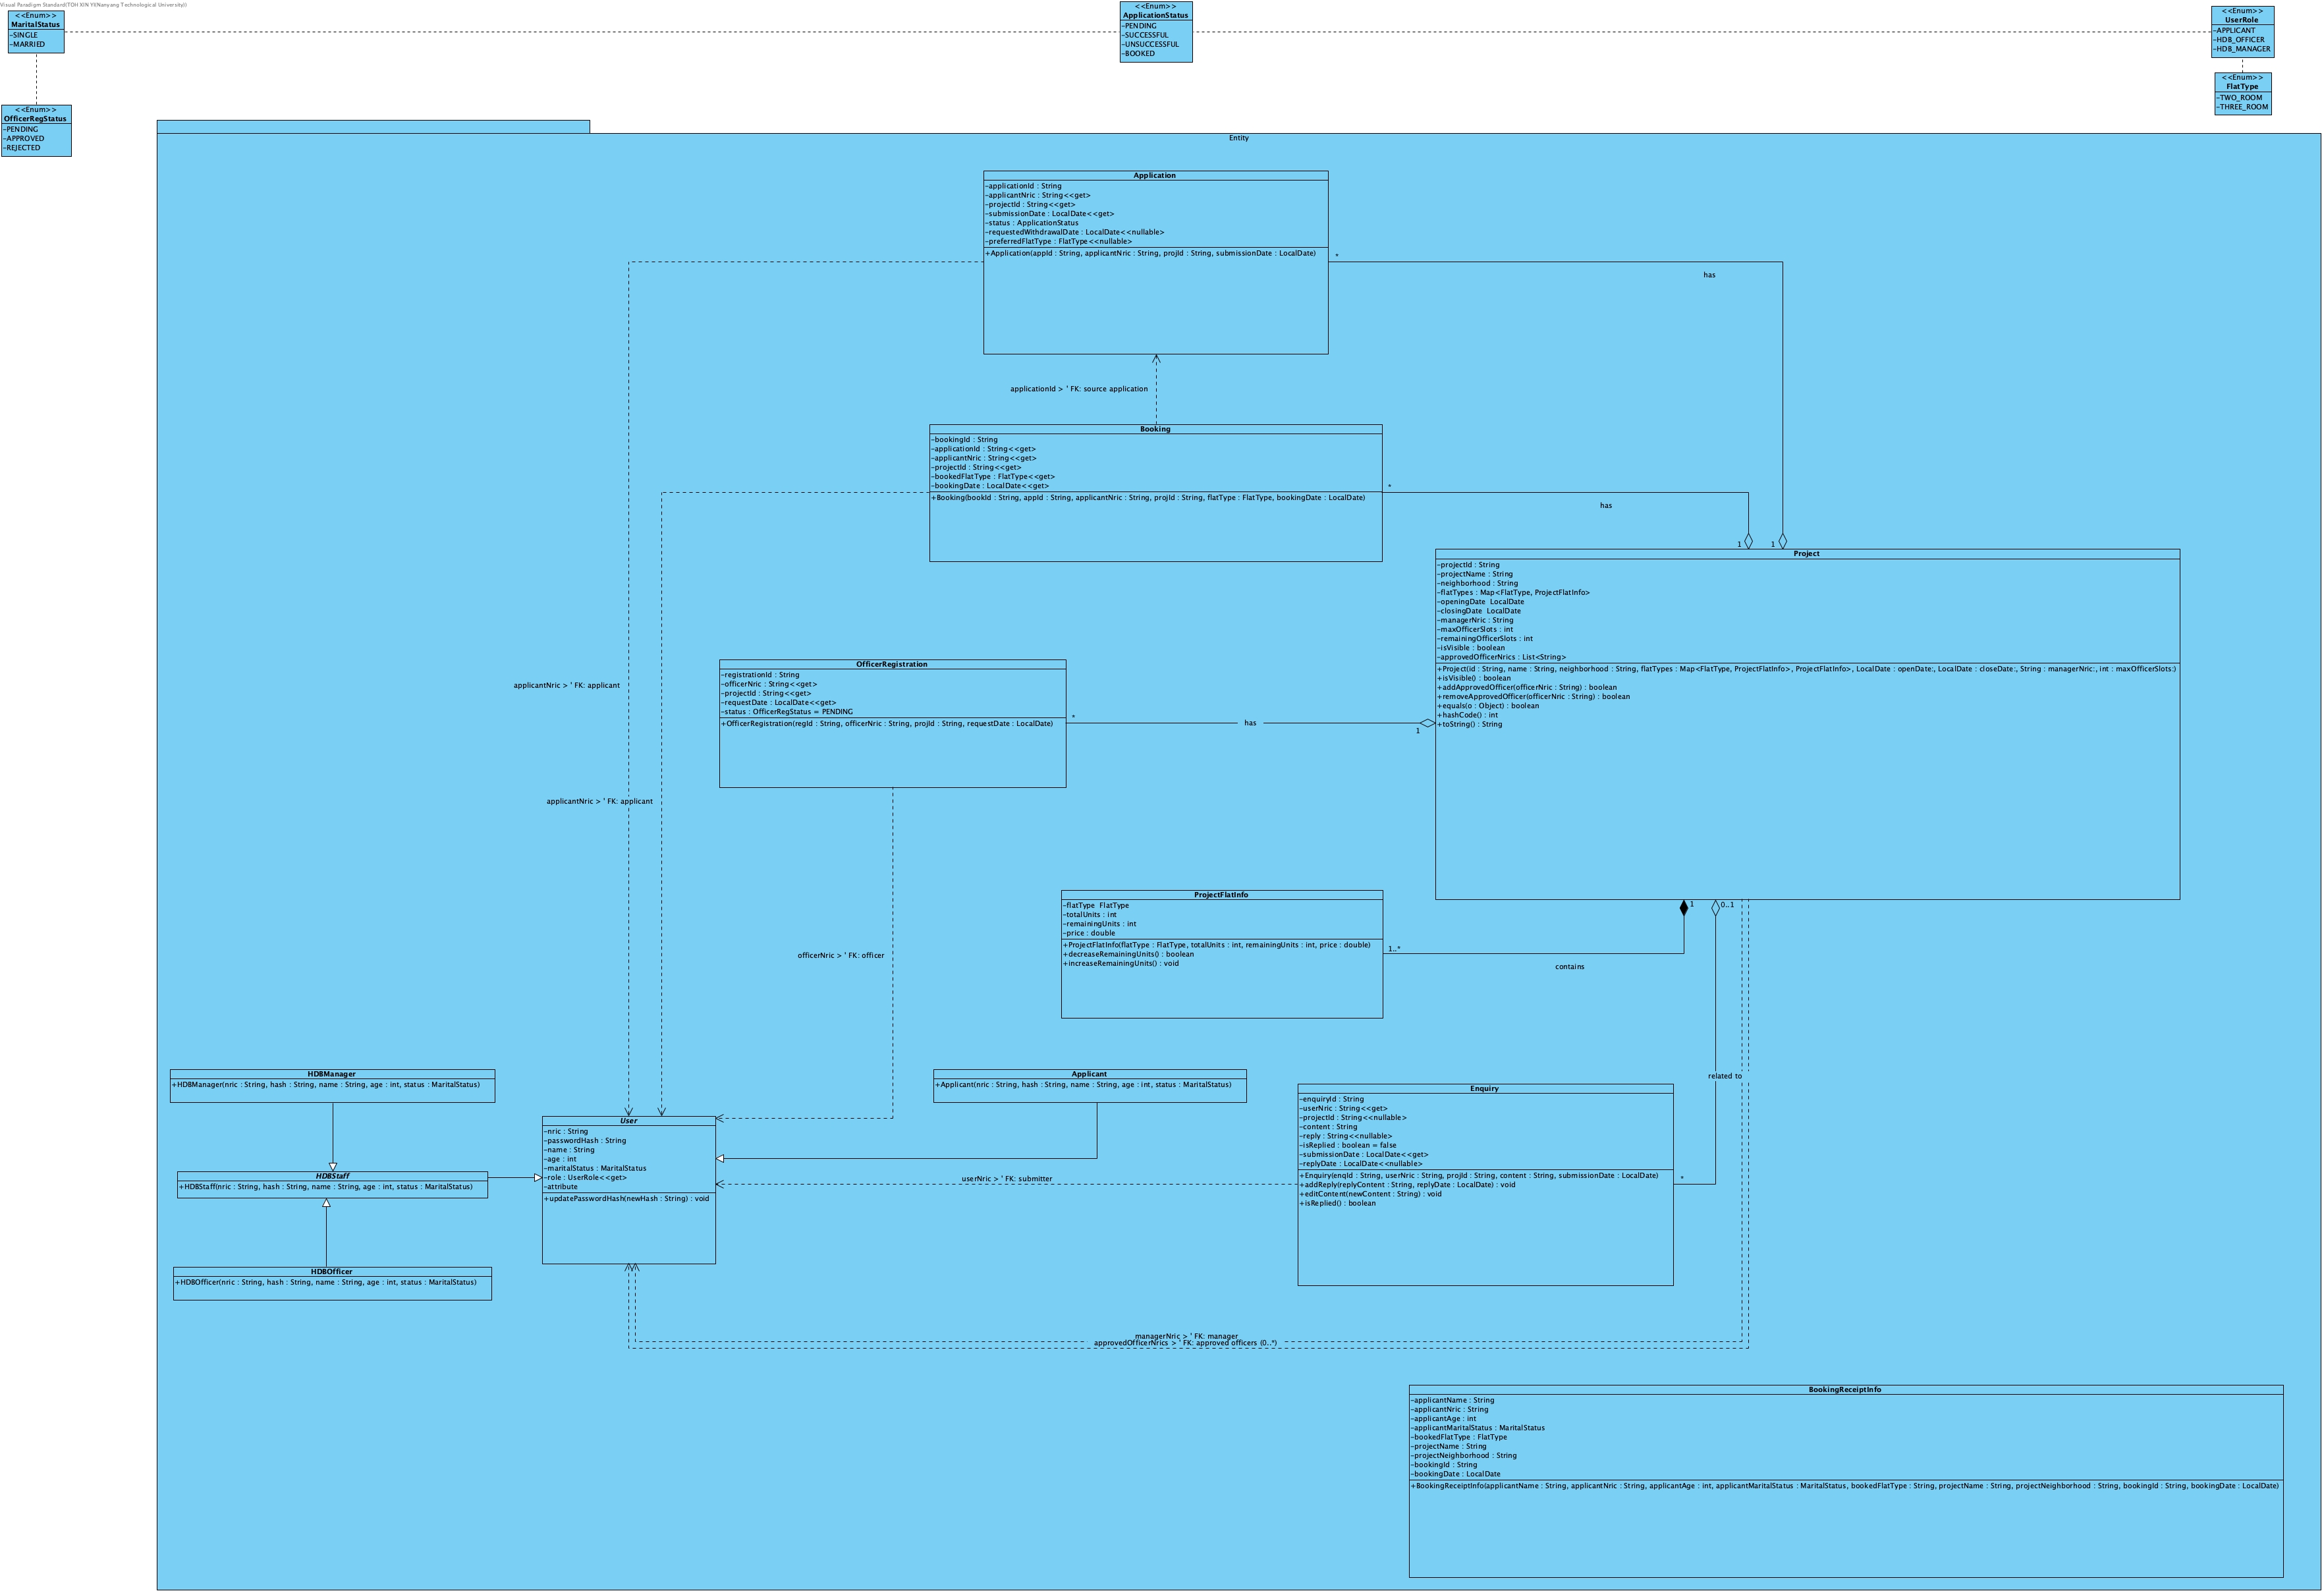 Visual Paradigm Standard(TOH XIN YI(Nanyang Technological University))
<<Enum>>
MaritalStatus
-SINGLE
-MARRIED
<<Enum>>
ApplicationStatus
-PENDING
-SUCCESSFUL
-UNSUCCESSFUL
-BOOKED
<<Enum>>
UserRole
-APPLICANT
-HDB_OFFICER
-HDB_MANAGER
<<Enum>>
FlatType
-TWO_ROOM
-THREE_ROOM
<<Enum>>
OfficerRegStatus
-PENDING
-APPROVED
-REJECTED
Entity
Application
-applicationId : String
-applicantNric : String<<get>
-projectId : String<<get>
-submissionDate : LocalDate<<get>
-status : ApplicationStatus
-requestedWithdrawalDate : LocalDate<<nullable>
-preferredFlatType : FlatType<<nullable>
+Application(appId : String, applicantNric : String, projId : String, submissionDate : LocalDate)
*
has
applicationId > ' FK: source application
Booking
-bookingId : String
-applicationId : String<<get>
-applicantNric : String<<get>
-projectId : String<<get>
-bookedFlatType : FlatType<<get>
-bookingDate : LocalDate<<get>
+Booking(bookId : String, appId : String, applicantNric : String, projId : String, flatType : FlatType, bookingDate : LocalDate)
*
has
1
1
Project
-projectId : String
-projectName : String
-neighborhood : String
-flatTypes : Map<FlatType, ProjectFlatInfo>
-openingDate  LocalDate
-closingDate  LocalDate
-managerNric : String
-maxOfficerSlots : int
-remainingOfficerSlots : int
-isVisible : boolean
-approvedOfficerNrics : List<String>
+Project(id : String, name : String, neighborhood : String, flatTypes : Map<FlatType, ProjectFlatInfo>, ProjectFlatInfo>, LocalDate : openDate:, LocalDate : closeDate:, String : managerNric:, int : maxOfficerSlots:)
+isVisible() : boolean
+addApprovedOfficer(officerNric : String) : boolean
+removeApprovedOfficer(officerNric : String) : boolean
+equals(o : Object) : boolean
+hashCode() : int
+toString() : String
OfficerRegistration
-registrationId : String
-officerNric : String<<get>
-projectId : String<<get>
-requestDate : LocalDate<<get>
-status : OfficerRegStatus = PENDING
+OfficerRegistration(regId : String, officerNric : String, projId : String, requestDate : LocalDate)
*
has
1
applicantNric > ' FK: applicant
applicantNric > ' FK: applicant
officerNric > ' FK: officer
ProjectFlatInfo
-flatType  FlatType
-totalUnits : int
-remainingUnits : int
-price : double
+ProjectFlatInfo(flatType : FlatType, totalUnits : int, remainingUnits : int, price : double)
+decreaseRemainingUnits() : boolean
+increaseRemainingUnits() : void
1..*
contains
1
0..1
related to
HDBManager
+HDBManager(nric : String, hash : String, name : String, age : int, status : MaritalStatus)
HDBStaff
+HDBStaff(nric : String, hash : String, name : String, age : int, status : MaritalStatus)
HDBOfficer
+HDBOfficer(nric : String, hash : String, name : String, age : int, status : MaritalStatus)
User
-nric : String
-passwordHash : String
-name : String
-age : int
-maritalStatus : MaritalStatus
-role : UserRole<<get>
-attribute
+updatePasswordHash(newHash : String) : void
Applicant
+Applicant(nric : String, hash : String, name : String, age : int, status : MaritalStatus)
userNric > ' FK: submitter
Enquiry
-enquiryId : String
-userNric : String<<get>
-projectId : String<<nullable>
-content : String
-reply : String<<nullable>
-isReplied : boolean = false
-submissionDate : LocalDate<<get>
-replyDate : LocalDate<<nullable>
+Enquiry(enqId : String, userNric : String, projId : String, content : String, submissionDate : LocalDate)
+addReply(replyContent : String, replyDate : LocalDate) : void
+editContent(newContent : String) : void
+isReplied() : boolean
*
managerNric > ' FK: manager
approvedOfficerNrics > ' FK: approved officers (0..*)
BookingReceiptInfo
-applicantName : String
-applicantNric : String
-applicantAge : int
-applicantMaritalStatus : MaritalStatus
-bookedFlatType : FlatType
-projectName : String
-projectNeighborhood : String
-bookingId : String
-bookingDate : LocalDate
+BookingReceiptInfo(applicantName : String, applicantNric : String, applicantAge : int, applicantMaritalStatus : MaritalStatus, bookedFlatType : String, projectName : String, projectNeighborhood : String, bookingId : String, bookingDate : LocalDate)